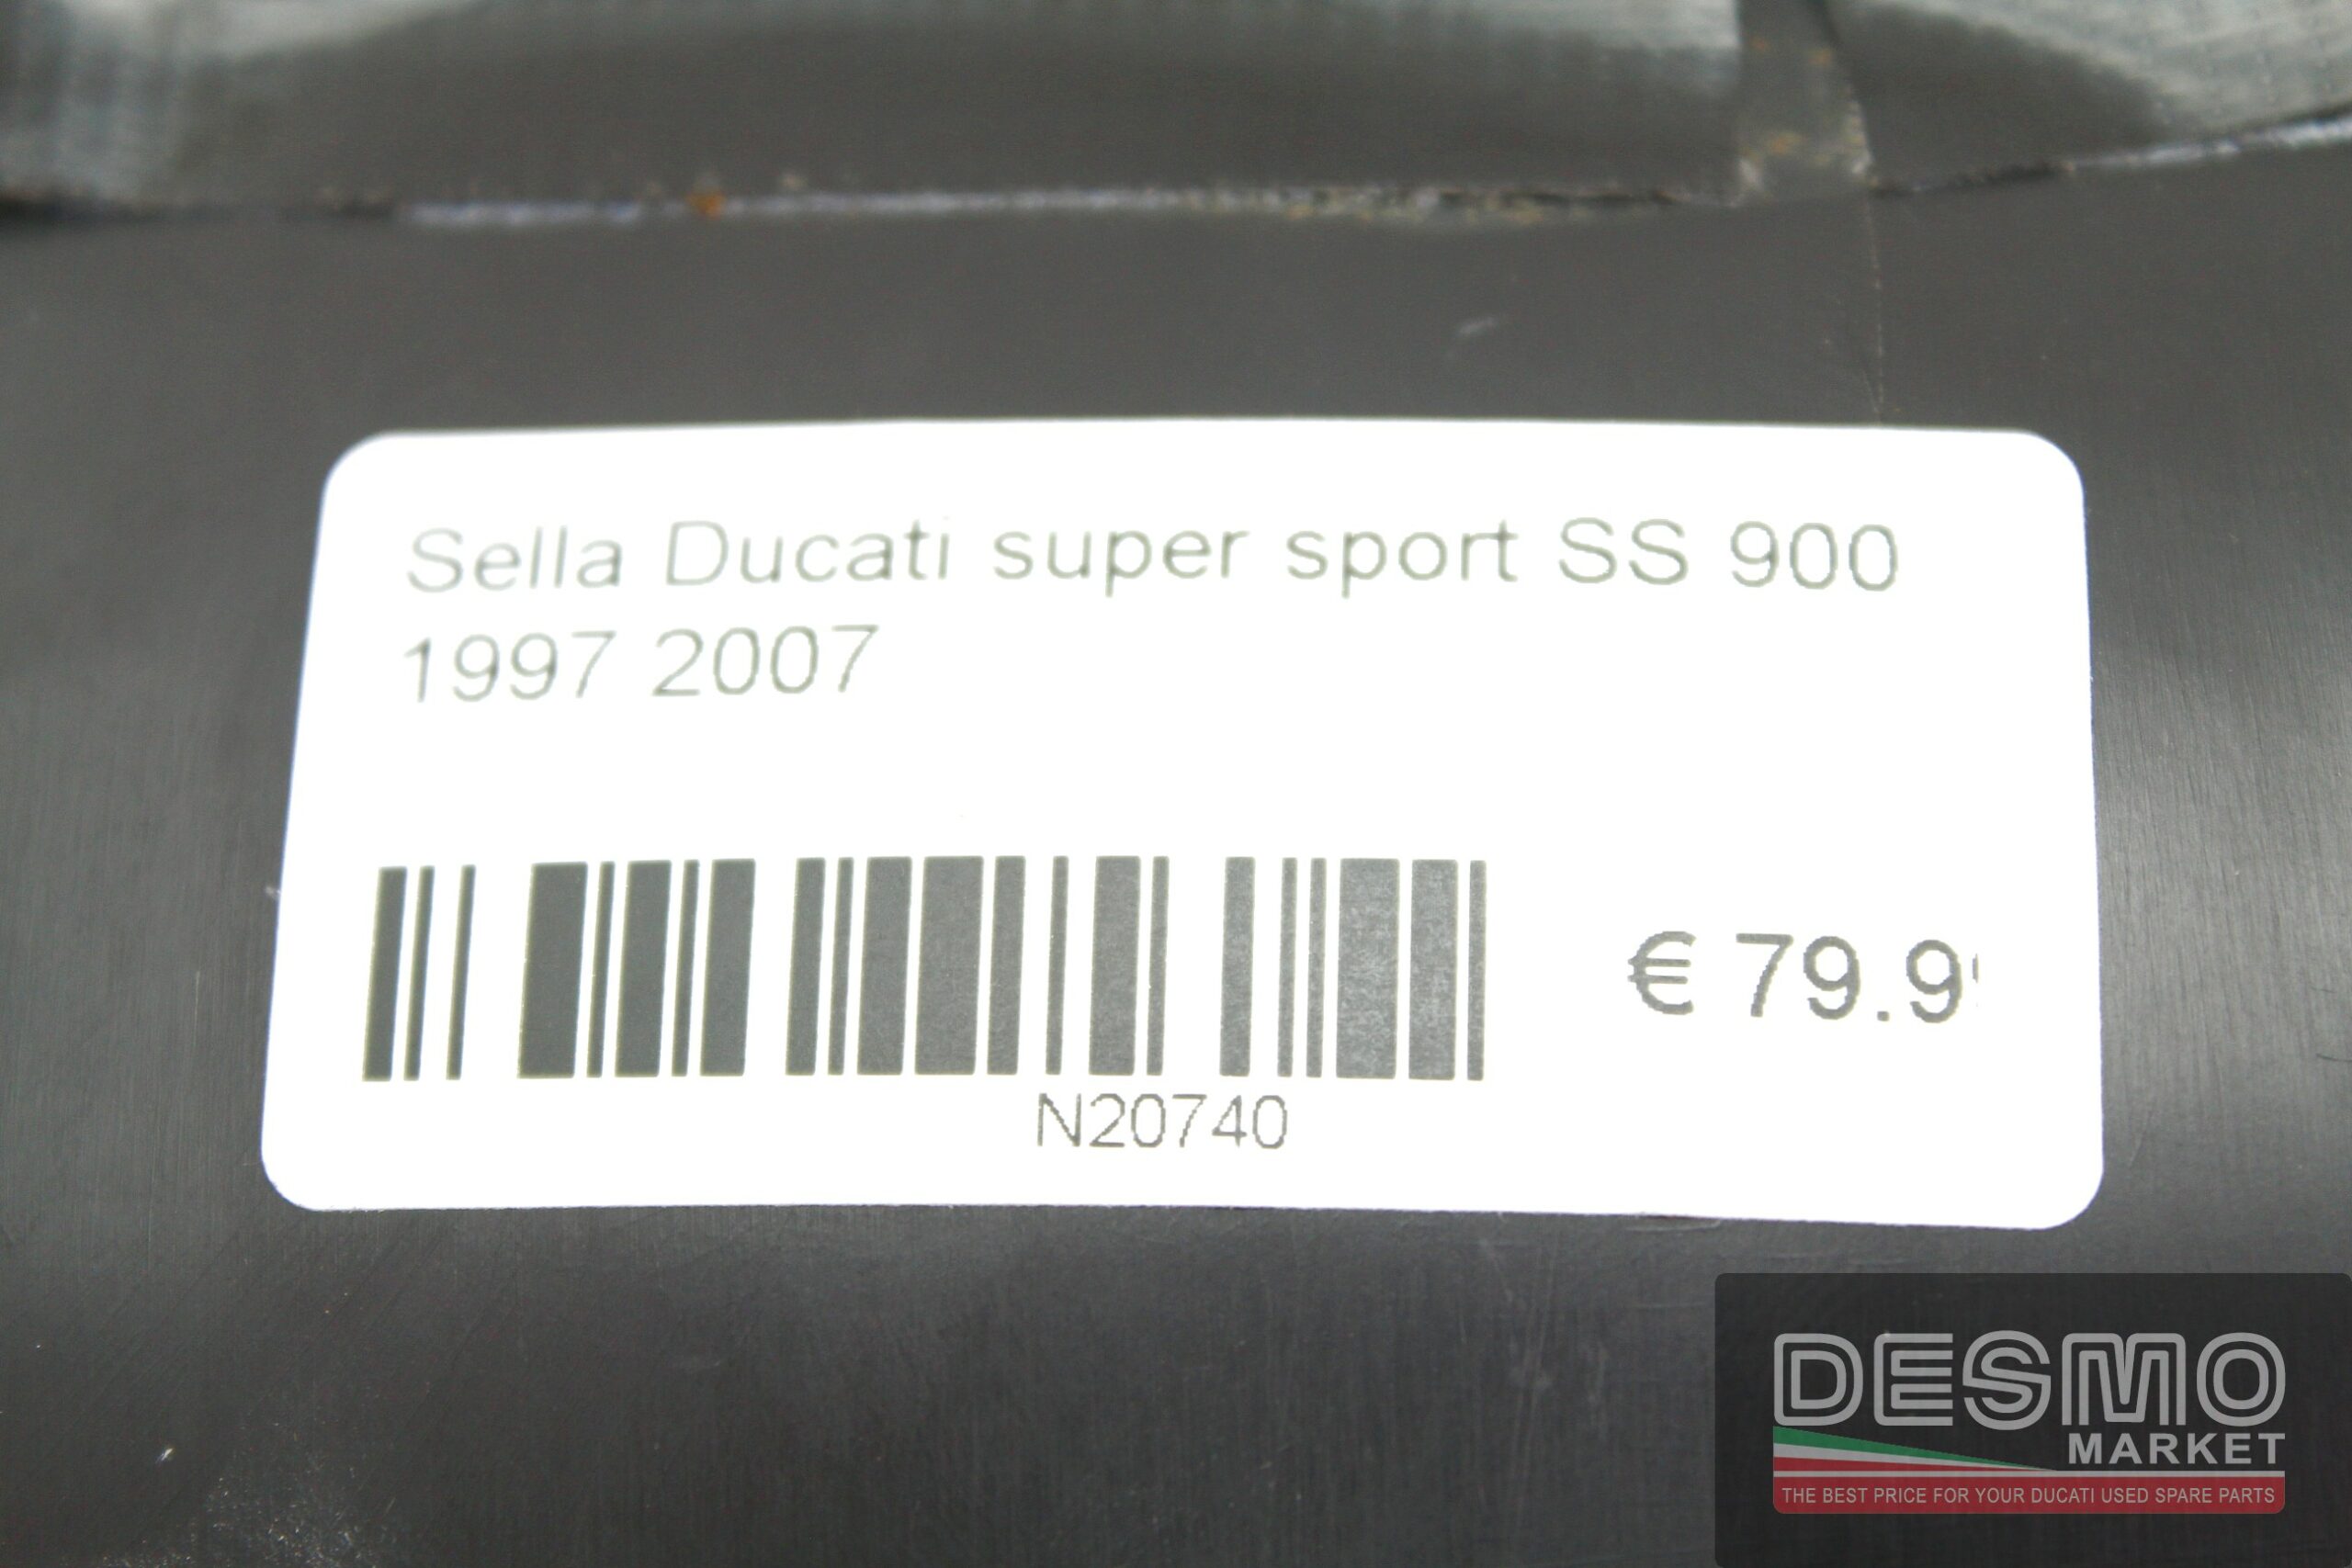 Sella Ducati super sport SS 900
1997 2007
€ 79.9
N20740
DESMO
MARKET
THE BEST PRICE FOR YOUR DUCATI USED SPARE PARTS